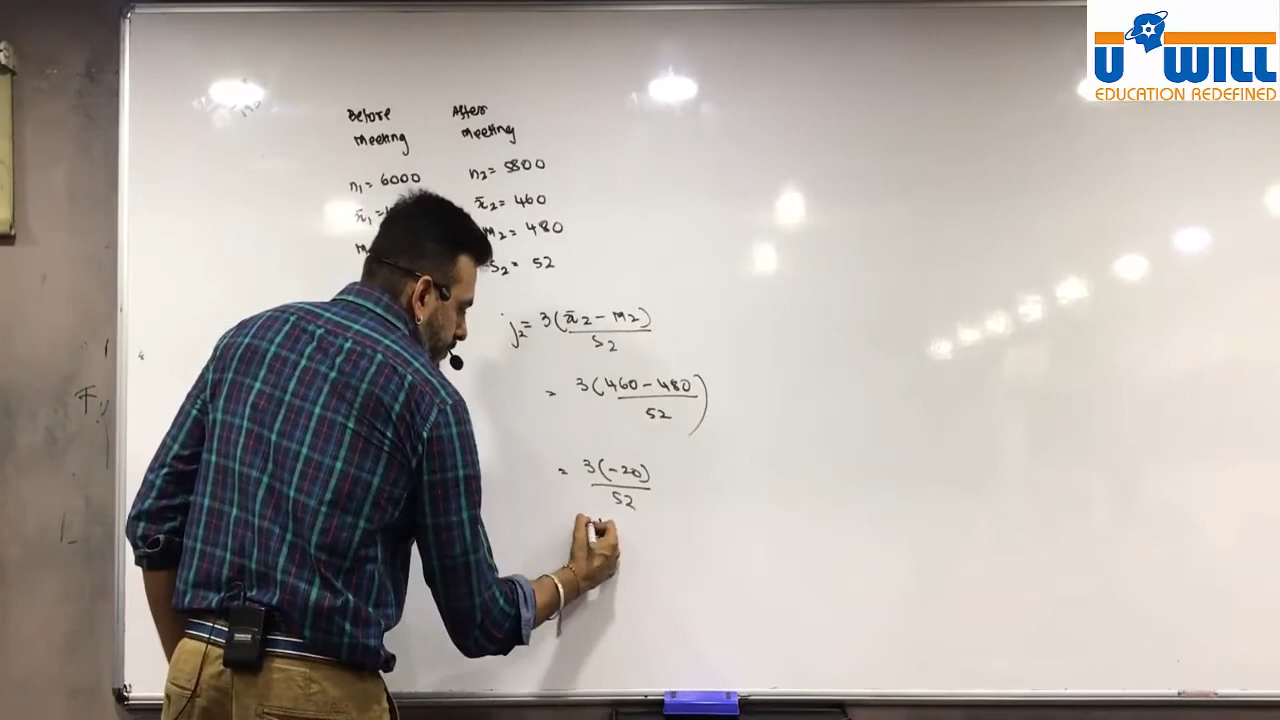 U WILL
EDUCATION REDEFINED
Before After
Meeting Meeting
n₁ = 6000 n₂ = 5800
x̄₁ = x̄₂ = 460
M₂ = 480
S₂ = 52
j₂ = 3(x̄₂ - M₂)
S₂
= 3(460 - 480)
52
= 3(-20)
52